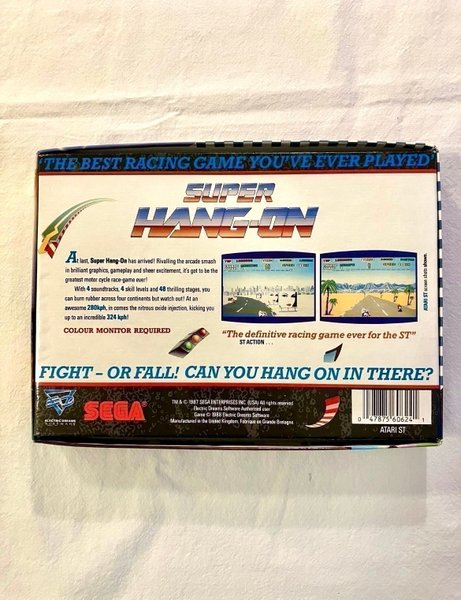 'THE BEST RACING GAME YOU'VE EVER PLAYED'
SUPER
HANG-ON
At last, Super Hang-On has arrived! Rivalling the arcade smash
in brilliant graphics, gameplay and sheer excitement, it's got to be the
greatest motor cycle race-game ever!
With 4 soundtracks, 4 skill levels and 48 thrilling stages, you
can burn rubber across four continents but watch out! At an
awesome 280kph, in comes the nitrous oxide injection, kicking you
up to an incredible 324 kph!
COLOUR MONITOR REQUIRED
ATARI ST screen shots shown.
"The definitive racing game ever for the ST"
ST ACTION . . .
FIGHT – OR FALL! CAN YOU HANG ON IN THERE?
ELECTRIC DREAMS
SOFTWARE
SEGA
TM & © 1987 SEGA ENTERPRISES INC. (USA) All rights reserved
Electric Dreams Software Authorised user
Game © 1988 Electric Dreams Software
Manufactured in the United Kingdom, Fabriqué en Grande Bretagne
0 47875 60624 1
ATARI ST